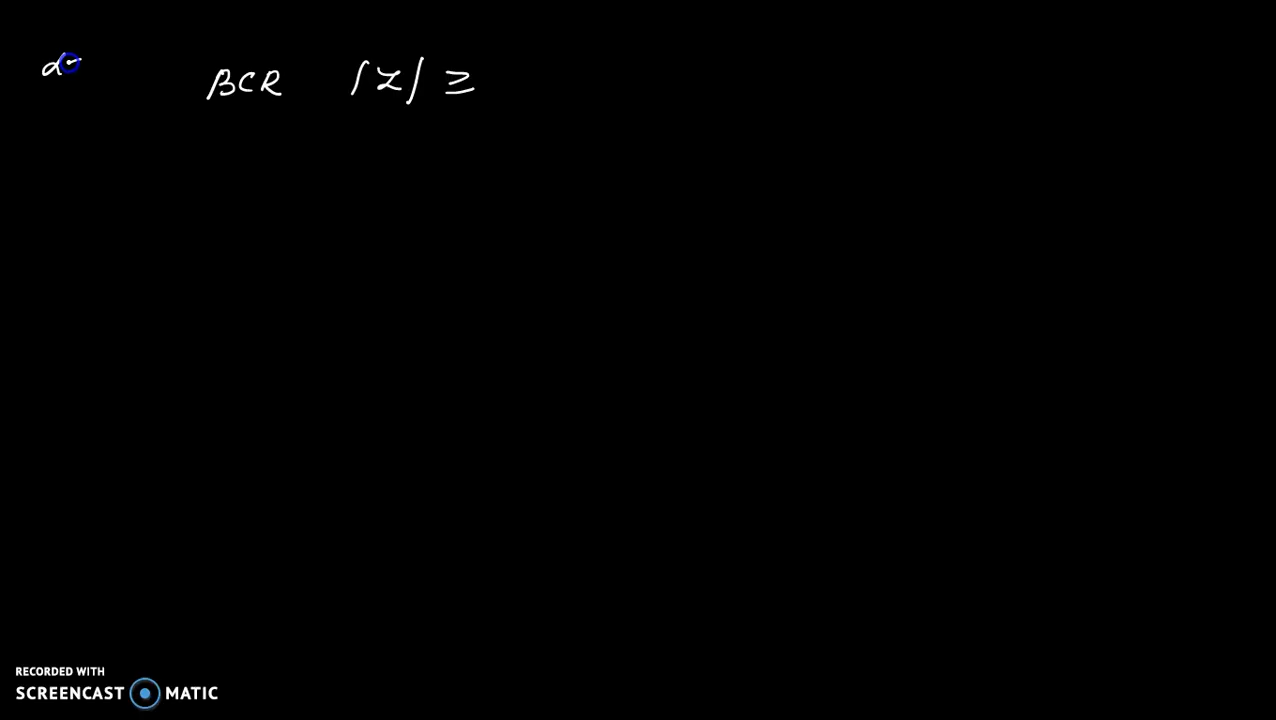 α =
BCR |Z| ≥
RECORDED WITH
SCREENCAST MATIC